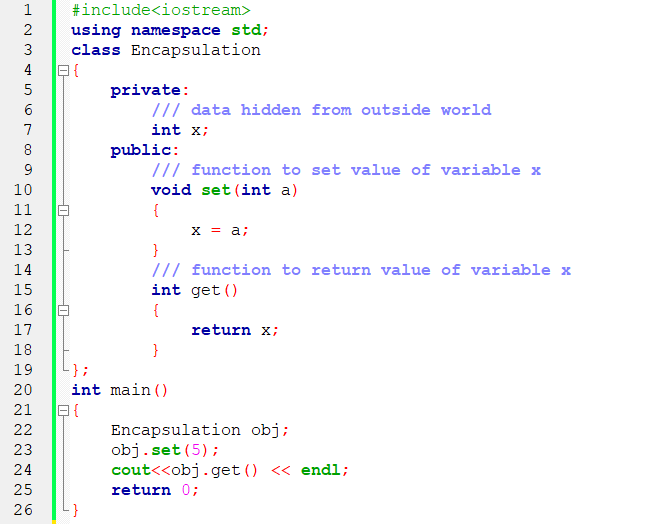 1 #include<iostream>
2 using namespace std;
3 class Encapsulation
4 {
5 private:
6 /// data hidden from outside world
7 int x;
8 public:
9 /// function to set value of variable x
10 void set(int a)
11 {
12 x = a;
13 }
14 /// function to return value of variable x
15 int get()
16 {
17 return x;
18 }
19 };
20 int main()
21 {
22 Encapsulation obj;
23 obj.set(5);
24 cout<<obj.get() << endl;
25 return 0;
26 }